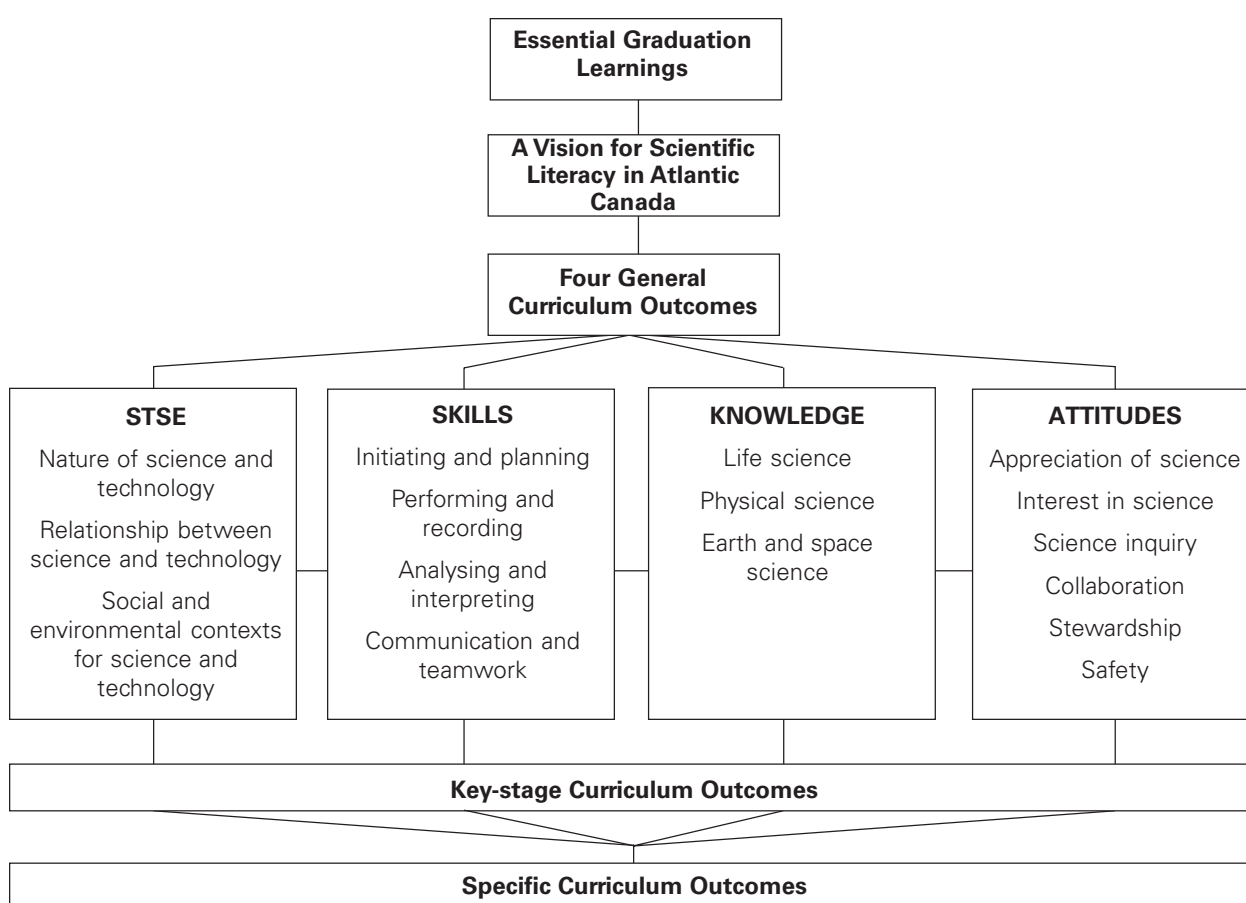 Essential Graduation
Learnings
A Vision for Scientific
Literacy in Atlantic
Canada
Four General
Curriculum Outcomes
STSE
Nature of science and
technology
Relationship between
science and technology
Social and
environmental contexts
for science and
technology
SKILLS
Initiating and planning
Performing and
recording
Analysing and
interpreting
Communication and
teamwork
KNOWLEDGE
Life science
Physical science
Earth and space
science
ATTITUDES
Appreciation of science
Interest in science
Science inquiry
Collaboration
Stewardship
Safety
Key-stage Curriculum Outcomes
Specific Curriculum Outcomes